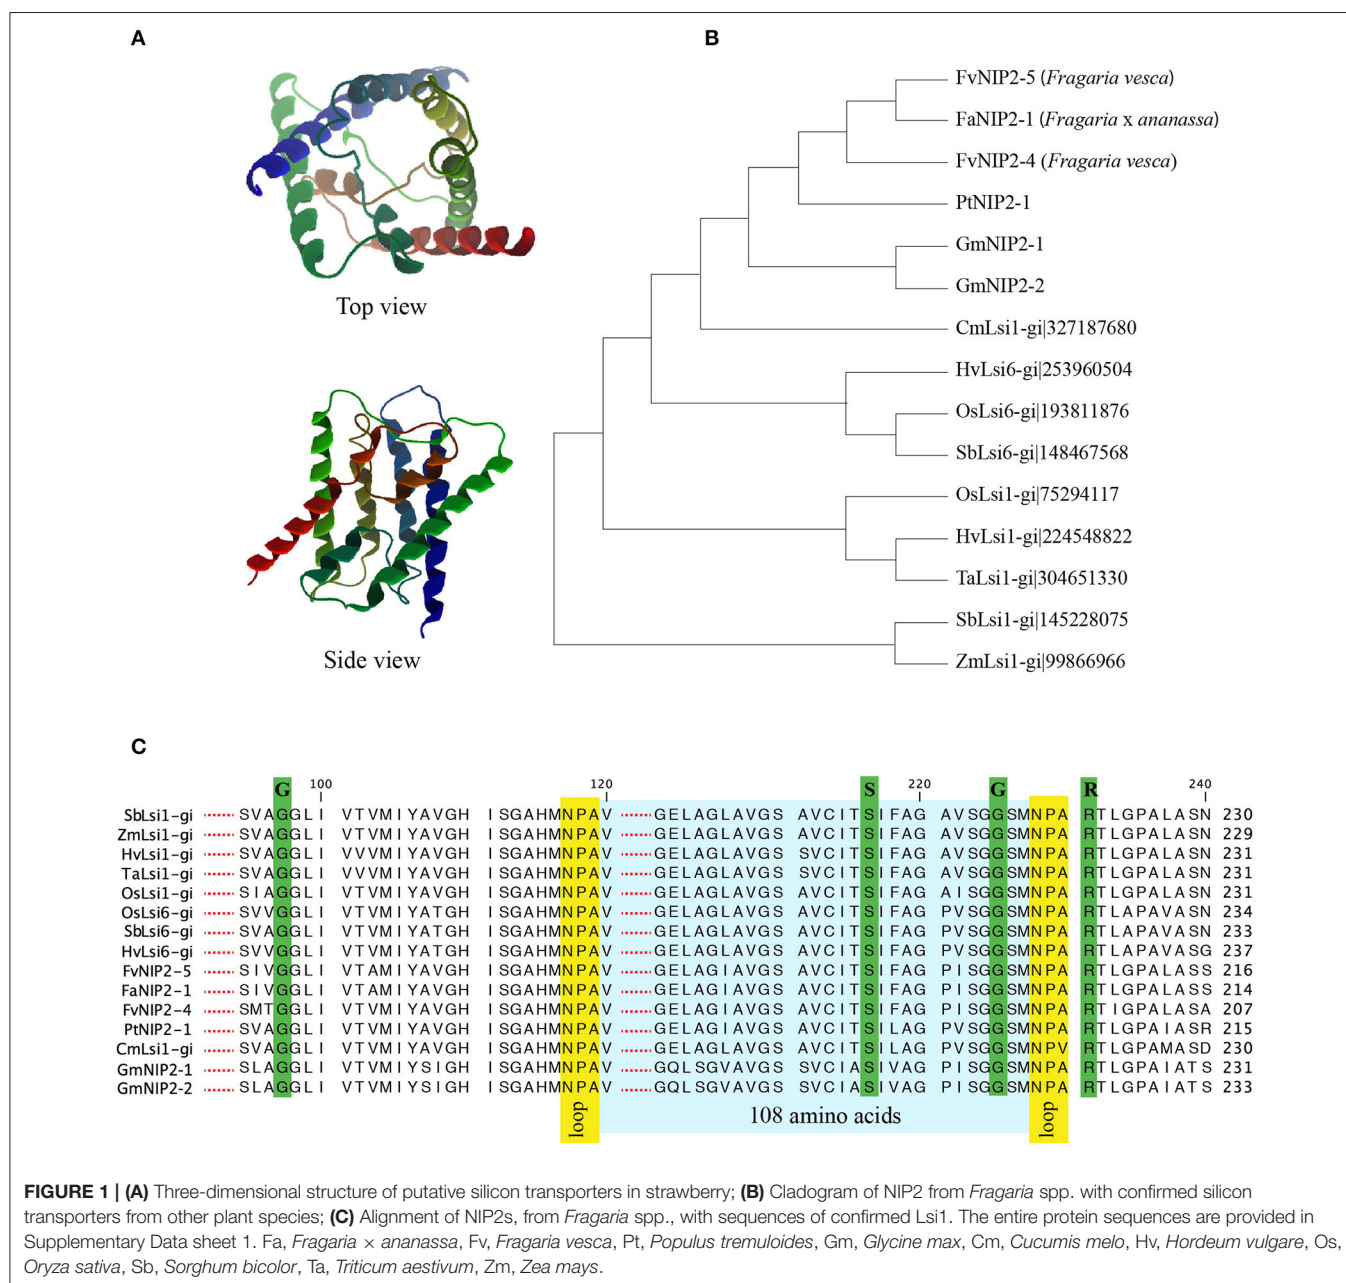 A
B
Top view
Side view
FvNIP2-5 (Fragaria vesca)
FaNIP2-1 (Fragaria x ananassa)
FvNIP2-4 (Fragaria vesca)
PtNIP2-1
GmNIP2-1
GmNIP2-2
CmLsi1-gi|327187680
HvLsi6-gi|253960504
OsLsi6-gi|193811876
SbLsi6-gi|148467568
OsLsi1-gi|75294117
HvLsi1-gi|224548822
TaLsi1-gi|304651330
SbLsi1-gi|145228075
ZmLsi1-gi|99866966
C
G 100 120 S 220 G R 240
SbLsi1-gi SVAGGLI VTVMIYAVGH ISGAHMNPAV GELAGLAVGS AVCITSIFAG AVSGGSMNPA RTLGPALASN 230
ZmLsi1-gi SVAGGLI VTVMIYAVGH ISGAHMNPAV GELAGLAVGS AVCITSIFAG AVSGGSMNPA RTLGPALASN 229
HvLsi1-gi SVAGGLI VVVMIYAVGH ISGAHMNPAV GELAGLAVGS SVCITSIFAG AVSGGSMNPA RTLGPALASN 231
TaLsi1-gi SVAGGLI VVVMIYAVGH ISGAHMNPAV GELAGLAVGS SVCITSIFAG AVSGGSMNPA RTLGPALASN 231
OsLsi1-gi SIAGGLI VTVMIYAVGH ISGAHMNPAV GELAGLAVGS AVCITSIFAG AISGGSMNPA RTLGPALASN 231
OsLsi6-gi SVVGGLI VTVMIYATGH ISGAHMNPAV GELAGLAVGS AVCITSIFAG PVSGGSMNPA RTLAPAVASN 234
SbLsi6-gi SVAGGLI VTVMIYATGH ISGAHMNPAV GELAGLAVGS AVCITSIFAG PVSGGSMNPA RTLAPAVASN 233
HvLsi6-gi SVVGGLI VTVMIYATGH ISGAHMNPAV GELAGLAVGS AVCITSIFAG PVSGGSMNPA RTLAPAVASG 237
FvNIP2-5 SIVGGLI VTAMIYAVGH ISGAHMNPAV GELAGIAVGS AVCITSIFAG PISGGSMNPA RTLGPALASS 216
FaNIP2-1 SIVGGLI VTAMIYAVGH ISGAHMNPAV GELAGIAVGS AVCITSIFAG PISGGSMNPA RTLGPALASS 214
FvNIP2-4 SMTGGLI VTVMIYAVGH ISGAHMNPAV GELAGIAVGS AVCITSIFAG PISGGSMNPA RTIGPALASA 207
PtNIP2-1 SVAGGLI VTVMIYAVGH ISGAHMNPAV GELAGLAVGS AVCITSILAG PVSGGSMNPA RTLGPAIASR 215
CmLsi1-gi SVAGGLI VTVMIYAVGH ISGAHMNPAV GELAGLAVGS AVCITSILAG PVSGGSMNPV RTLGPAMASD 230
GmNIP2-1 SLAGGLI VTVMIYSIGH ISGAHMNPAV GQLSGVAVGS SVCIASIVAG PISGGSMNPA RTLGPAIATS 231
GmNIP2-2 SLAGGLI VTVMIYSIGH ISGAHMNPAV GQLSGVAVGS SVCIASIVAG PISGGSMNPA RTLGPAIATS 233
loop 108 amino acids loop
FIGURE 1 | (A) Three-dimensional structure of putative silicon transporters in strawberry; (B) Cladogram of NIP2 from Fragaria spp. with confirmed silicon
transporters from other plant species; (C) Alignment of NIP2s, from Fragaria spp., with sequences of confirmed Lsi1. The entire protein sequences are provided in
Supplementary Data sheet 1. Fa, Fragaria × ananassa, Fv, Fragaria vesca, Pt, Populus tremuloides, Gm, Glycine max, Cm, Cucumis melo, Hv, Hordeum vulgare, Os,
Oryza sativa, Sb, Sorghum bicolor, Ta, Triticum aestivum, Zm, Zea mays.